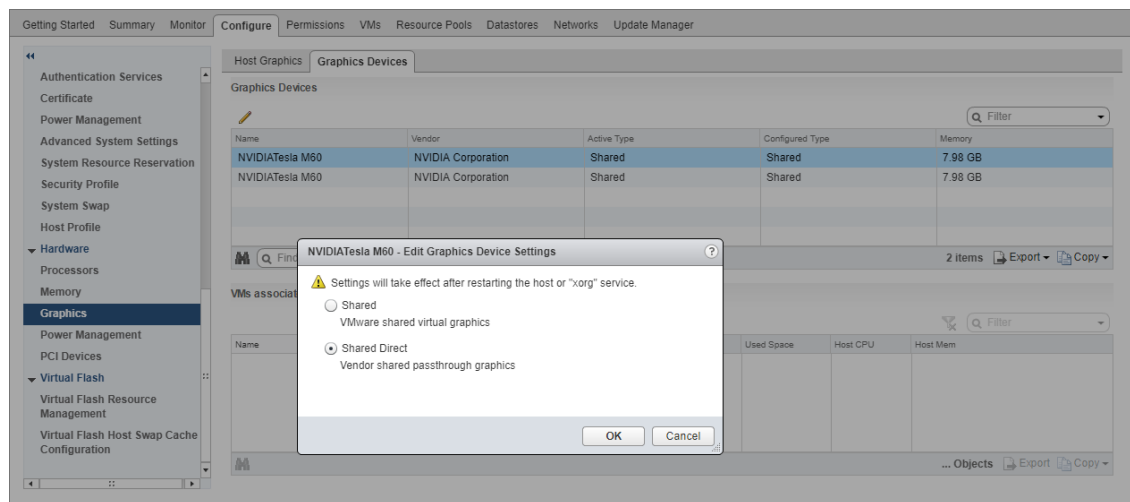 Getting Started Summary Monitor Configure Permissions VMs Resource Pools Datastores Networks Update Manager
Authentication Services
Certificate
Power Management
Advanced System Settings
System Resource Reservation
Security Profile
System Swap
Host Profile
Hardware
Processors
Memory
Graphics
Power Management
PCI Devices
Virtual Flash
Virtual Flash Resource
Management
Virtual Flash Host Swap Cache
Configuration
Host Graphics Graphics Devices
Graphics Devices
Filter
Name Vendor Active Type Configured Type Memory
NVIDIATesla M60 NVIDIA Corporation Shared Shared 7.98 GB
NVIDIATesla M60 NVIDIA Corporation Shared Shared 7.98 GB
2 items Export Copy
VMs
Filter
Name Used Space Host CPU Host Mem
... Objects Export Copy
NVIDIATesla M60 - Edit Graphics Device Settings ?
Settings will take effect after restarting the host or "xorg" service.
Shared
VMware shared virtual graphics
Shared Direct
Vendor shared passthrough graphics
OK Cancel